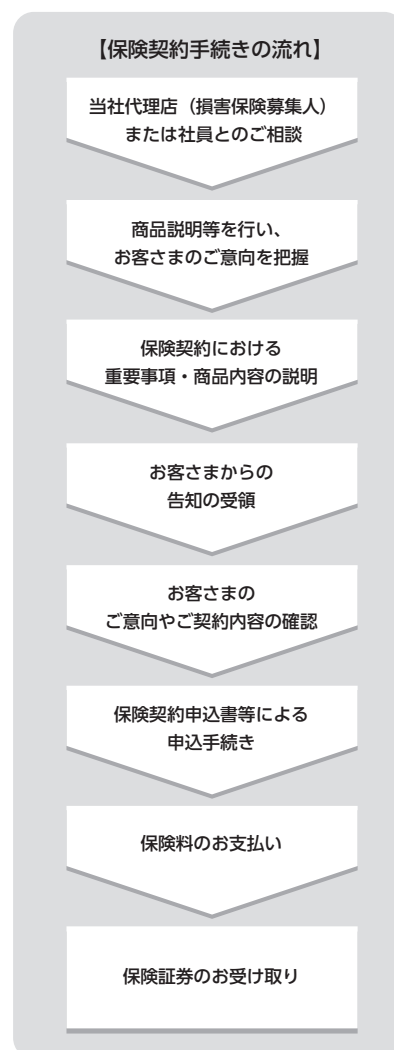 【保険契約手続きの流れ】
当社代理店（損害保険募集人）
または社員とのご相談
商品説明等を行い、
お客さまのご意向を把握
保険契約における
重要事項・商品内容の説明
お客さまからの
告知の受領
お客さまの
ご意向やご契約内容の確認
保険契約申込書等による
申込手続き
保険料のお支払い
保険証券のお受け取り